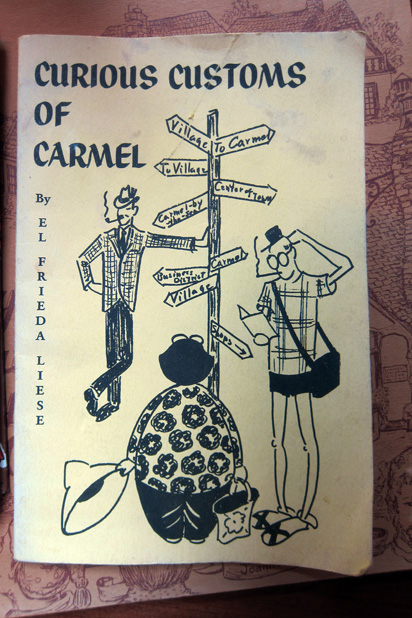 CURIOUS CUSTOMS
OF
CARMEL
By EL FRIEDA LIESE
Village
To Carmel
To Village
Center of Town
Carmel-by
the Sea
Carmel
Business
District
Village
Shops